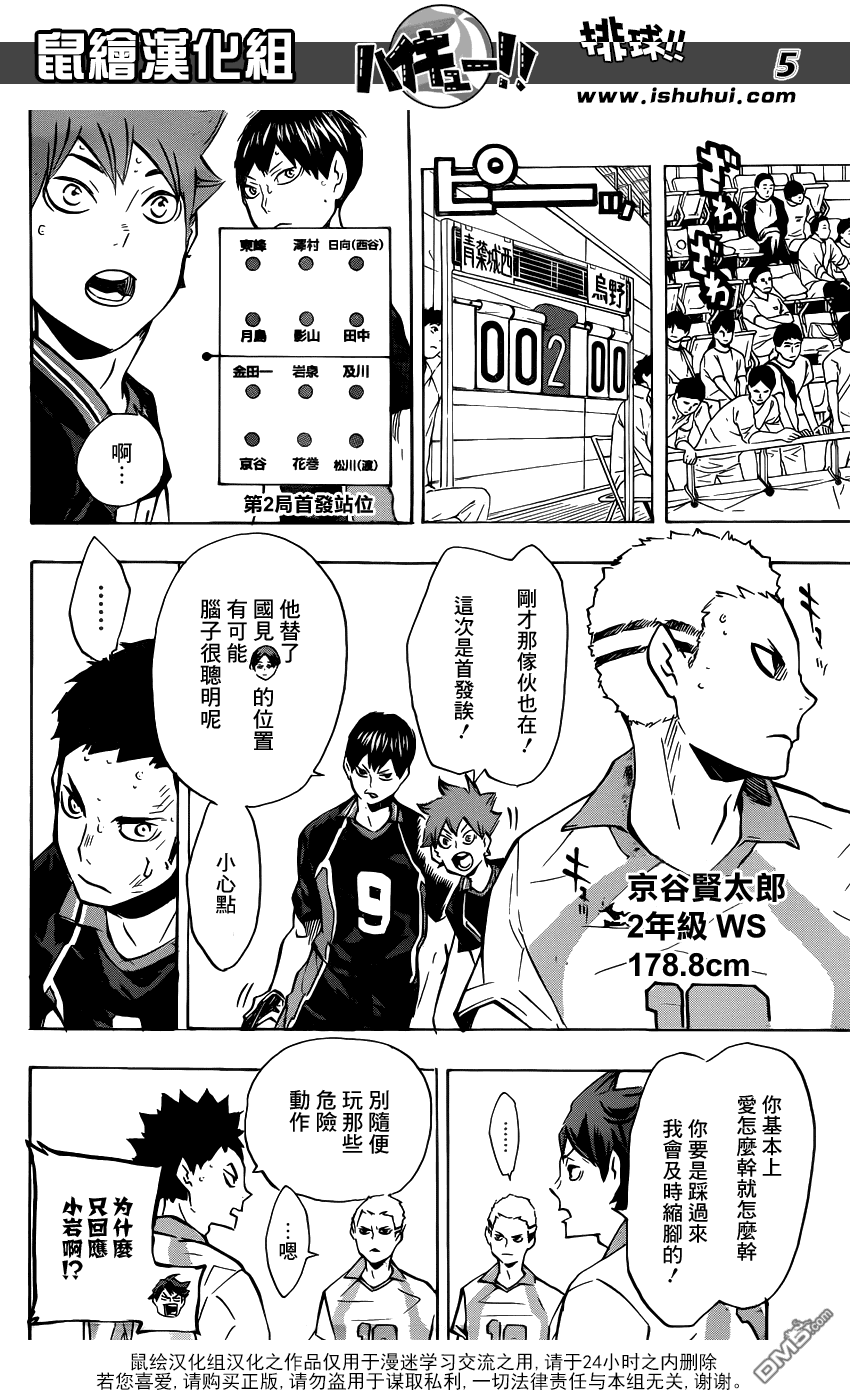 鼠繪漢化組
ハイキュー!!
排球!!
5
www.ishuhui.com
ざわ
ざわ
ピーーッ
青葉城西
烏野
00 2 00
東峰 澤村 日向(西谷)
月島 影山 田中
金田一 岩泉 及川
京谷 花巻 松川(渡)
第2局首發站位
啊
…
剛才那傢伙也在!
這次是首發誒!
京谷賢太郎
2年級 WS
178.8cm
10
9
他替了
國見的位置
有可能
腦子很聰明呢
小心點
……
你基本上
愛怎麼幹就怎麼幹
你要是踩過來
我會及時縮腳的!
……
別隨便
玩那些
危險
動作
…嗯
为什麼
只回應
小岩啊!?
鼠绘汉化组汉化之作品仅用于漫迷学习交流之用, 请于24小时之内删除
若您喜爱, 请购买正版, 请勿用于谋取私利, 一切法律责任与本组无关, 谢谢。
DM5.com